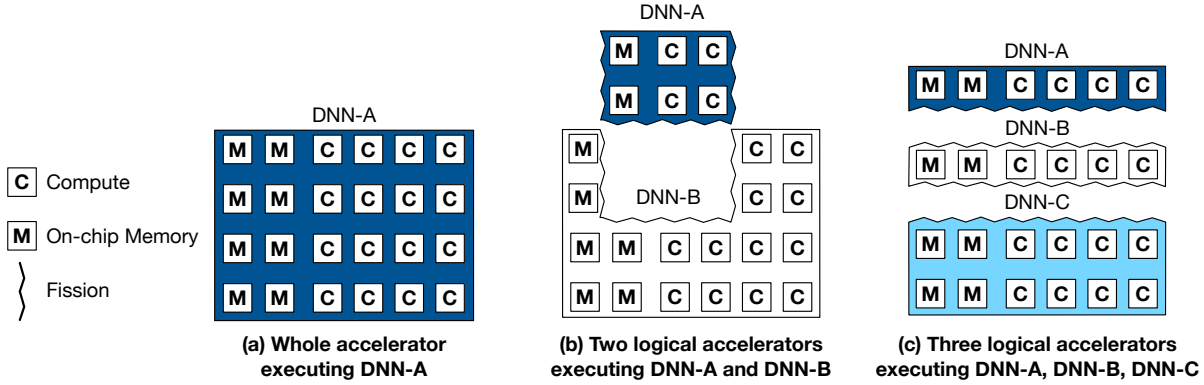 C Compute
M On-chip Memory
Fission
DNN-A
M M C C C C
M M C C C C
M M C C C C
M M C C C C
(a) Whole accelerator
executing DNN-A
DNN-A
M C C
M C C
M C C
M C C
DNN-B
M M C C C C
M M C C C C
(b) Two logical accelerators
executing DNN-A and DNN-B
DNN-A
M M C C C C
DNN-B
M M C C C C
DNN-C
M M C C C C
M M C C C C
(c) Three logical accelerators
executing DNN-A, DNN-B, DNN-C